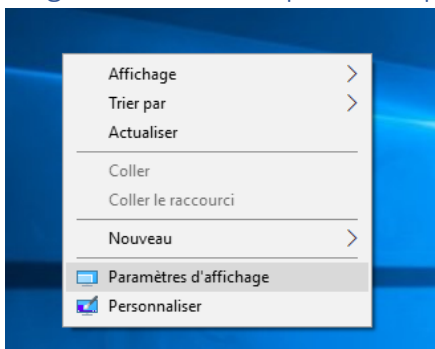 Affichage
Trier par
Actualiser
Coller
Coller le raccourci
Nouveau
Paramètres d'affichage
Personnaliser